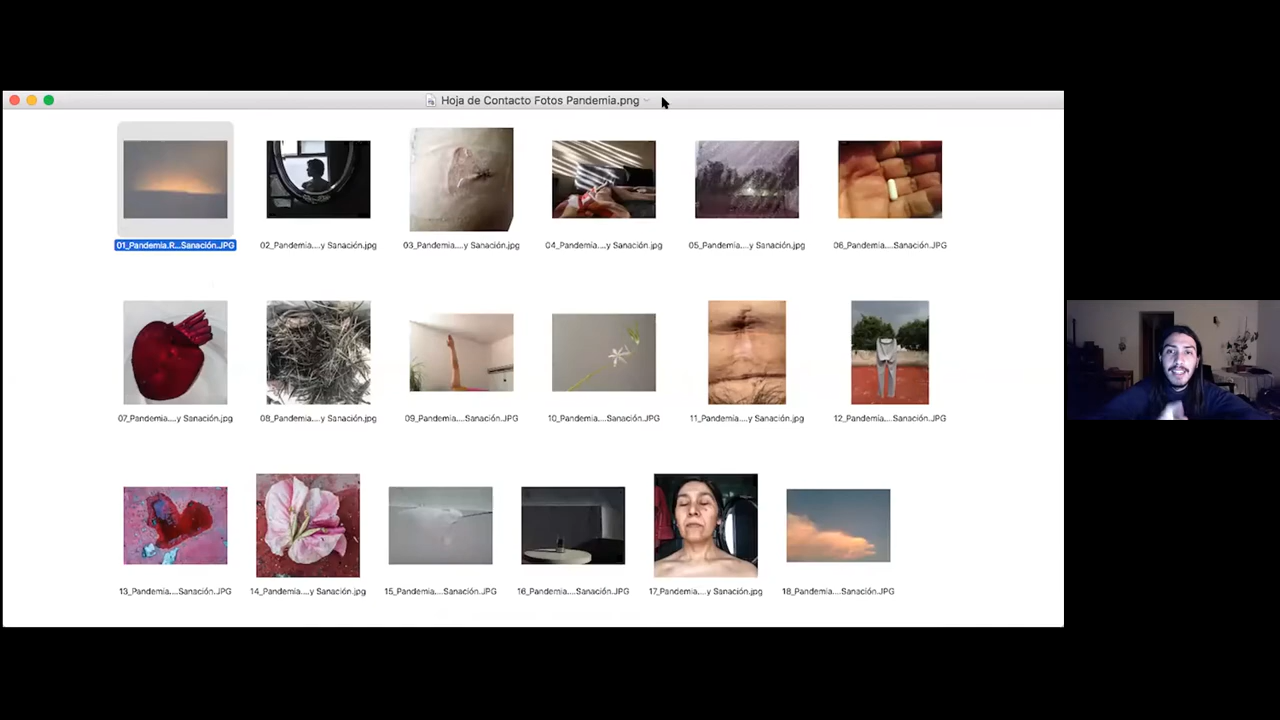 Hoja de Contacto Fotos Pandemia.png
01_Pandemia.R...Sanación.JPG
02_Pandemia....y Sanación.jpg
03_Pandemia....y Sanación.jpg
04_Pandemia....y Sanación.jpg
05_Pandemia....y Sanación.jpg
06_Pandemia....Sanación.JPG
07_Pandemia....y Sanación.jpg
08_Pandemia....y Sanación.jpg
09_Pandemia....Sanación.JPG
10_Pandemia....y Sanación.JPG
11_Pandemia....y Sanación.jpg
12_Pandemia....Sanación.JPG
13_Pandemia....Sanación.JPG
14_Pandemia....y Sanación.jpg
15_Pandemia....Sanación.JPG
16_Pandemia....Sanación.JPG
17_Pandemia....y Sanación.jpg
18_Pandemia....Sanación.JPG